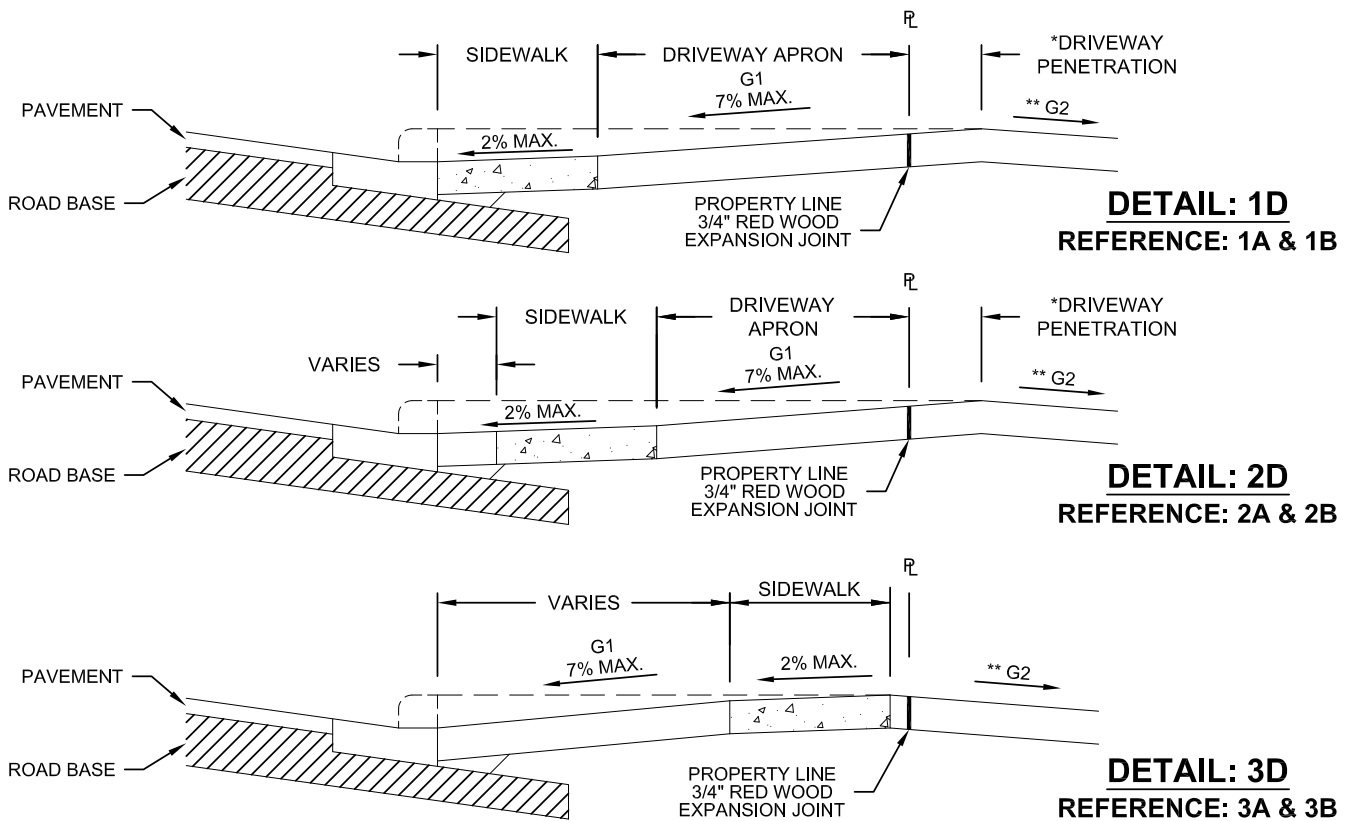 ℄
SIDEWALK
DRIVEWAY APRON
*DRIVEWAY
PENETRATION
G1
7% MAX.
** G2
PAVEMENT
2% MAX.
ROAD BASE
PROPERTY LINE
3/4" RED WOOD
EXPANSION JOINT
DETAIL: 1D
REFERENCE: 1A & 1B
PL
SIDEWALK
DRIVEWAY
APRON
*DRIVEWAY
PENETRATION
VARIES
G1
7% MAX.
** G2
PAVEMENT
2% MAX.
ROAD BASE
PROPERTY LINE
3/4" RED WOOD
EXPANSION JOINT
DETAIL: 2D
REFERENCE: 2A & 2B
PL
VARIES
SIDEWALK
G1
7% MAX.
2% MAX.
** G2
PAVEMENT
ROAD BASE
PROPERTY LINE
3/4" RED WOOD
EXPANSION JOINT
DETAIL: 3D
REFERENCE: 3A & 3B